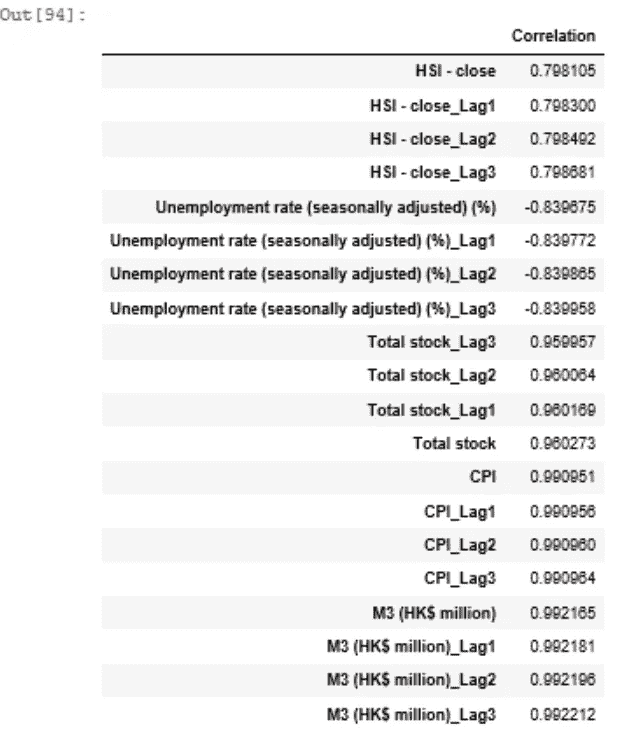 Out[94]:
Correlation
HSI - close 0.798105
HSI - close_Lag1 0.798300
HSI - close_Lag2 0.798492
HSI - close_Lag3 0.798681
Unemployment rate (seasonally adjusted) (%) -0.839675
Unemployment rate (seasonally adjusted) (%)_Lag1 -0.839772
Unemployment rate (seasonally adjusted) (%)_Lag2 -0.839865
Unemployment rate (seasonally adjusted) (%)_Lag3 -0.839958
Total stock_Lag3 0.959957
Total stock_Lag2 0.960064
Total stock_Lag1 0.960169
Total stock 0.960273
CPI 0.990951
CPI_Lag1 0.990956
CPI_Lag2 0.990960
CPI_Lag3 0.990964
M3 (HK$ million) 0.992165
M3 (HK$ million)_Lag1 0.992181
M3 (HK$ million)_Lag2 0.992196
M3 (HK$ million)_Lag3 0.992212